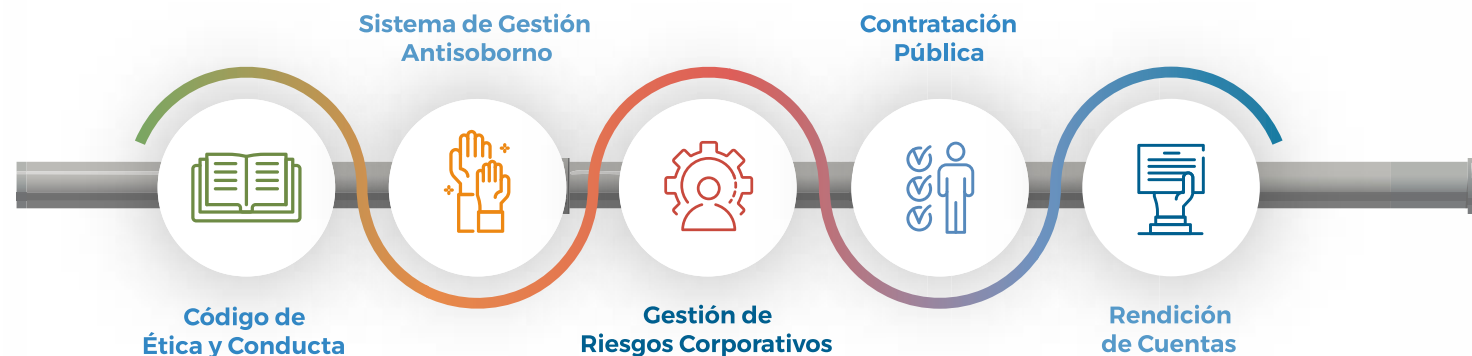 Sistema de Gestión
Antisoborno
Contratación
Pública
Código de
Ética y Conducta
Gestión de
Riesgos Corporativos
Rendición
de Cuentas